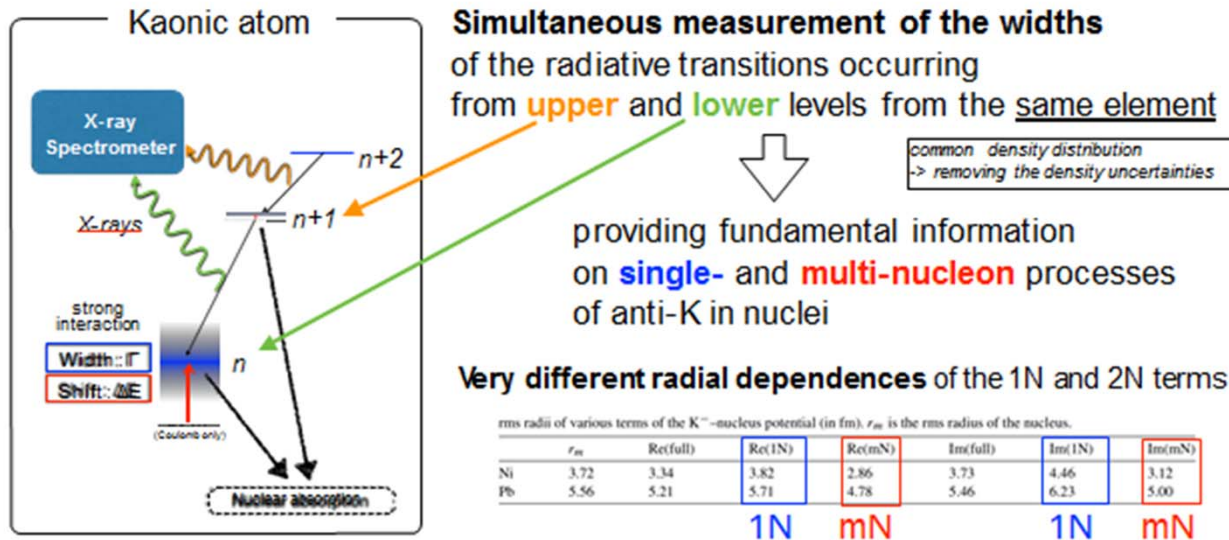 Kaonic atom
X-ray
Spectrometer
n+2
n+1
X-rays
strong
interaction
Width: Γ
Shift: ΔE
n
(Coulomb only)
Nuclear absorption
Simultaneous measurement of the widths
of the radiative transitions occurring
from upper and lower levels from the same element
common density distribution
-> removing the density uncertainties
providing fundamental information
on single- and multi-nucleon processes
of anti-K in nuclei
Very different radial dependences of the 1N and 2N terms
rms radii of various terms of the K⁻–nucleus potential (in fm). rₘ is the rms radius of the nucleus.
rₘ Re(full) Re(1N) Re(mN) Im(full) Im(1N) Im(mN)
Ni 3.72 3.34 3.82 2.86 3.73 4.46 3.12
Pb 5.56 5.21 5.71 4.78 5.46 6.23 5.00
1N mN 1N mN